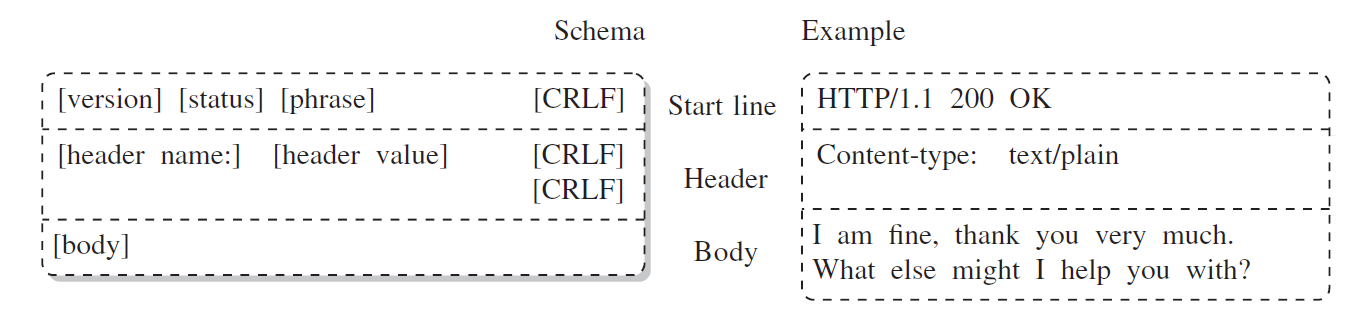 Schema Example
[version] [status] [phrase] [CRLF] Start line HTTP/1.1 200 OK
[header name:] [header value] [CRLF] Content-type: text/plain
[CRLF] Header
[body] Body I am fine, thank you very much.
What else might I help you with?